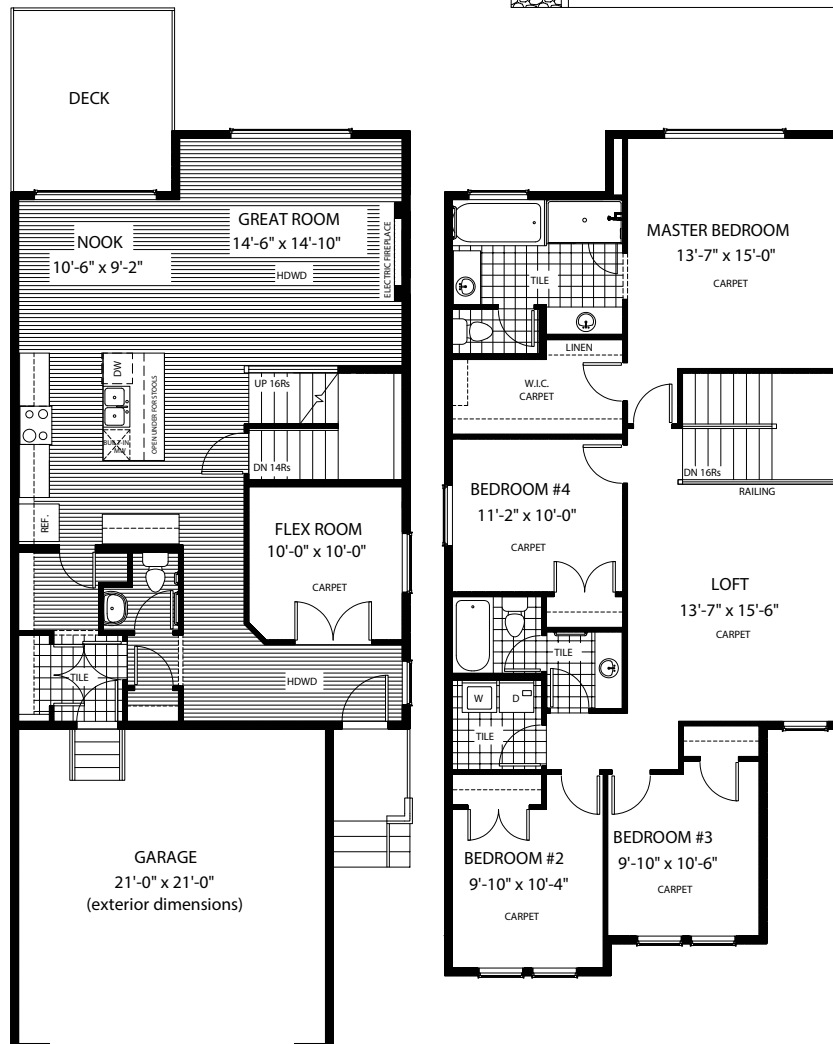 DECK
GREAT ROOM
14'-6" x 14'-10"
NOOK
10'-6" x 9'-2"
HDWD
ELECTRIC FIREPLACE
DW
OPEN UNDER FOR STOOLS
BUILT-IN
MW
UP 16Rs
DN 14Rs
REF.
FLEX ROOM
10'-0" x 10'-0"
CARPET
TILE
HDWD
GARAGE
21'-0" x 21'-0"
(exterior dimensions)
MASTER BEDROOM
13'-7" x 15'-0"
CARPET
TILE
LINEN
W.I.C.
CARPET
DN 16Rs
RAILING
BEDROOM #4
11'-2" x 10'-0"
CARPET
LOFT
13'-7" x 15'-6"
CARPET
TILE
W
D
TILE
BEDROOM #2
9'-10" x 10'-4"
CARPET
BEDROOM #3
9'-10" x 10'-6"
CARPET